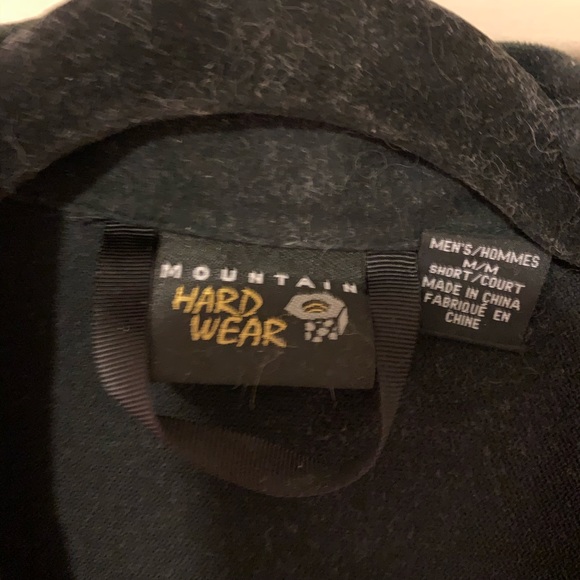 MOUNTAIN
HARD
WEAR
MEN'S/HOMMES
M/M
SHORT/COURT
MADE IN CHINA
FABRIQUÉ EN
CHINE